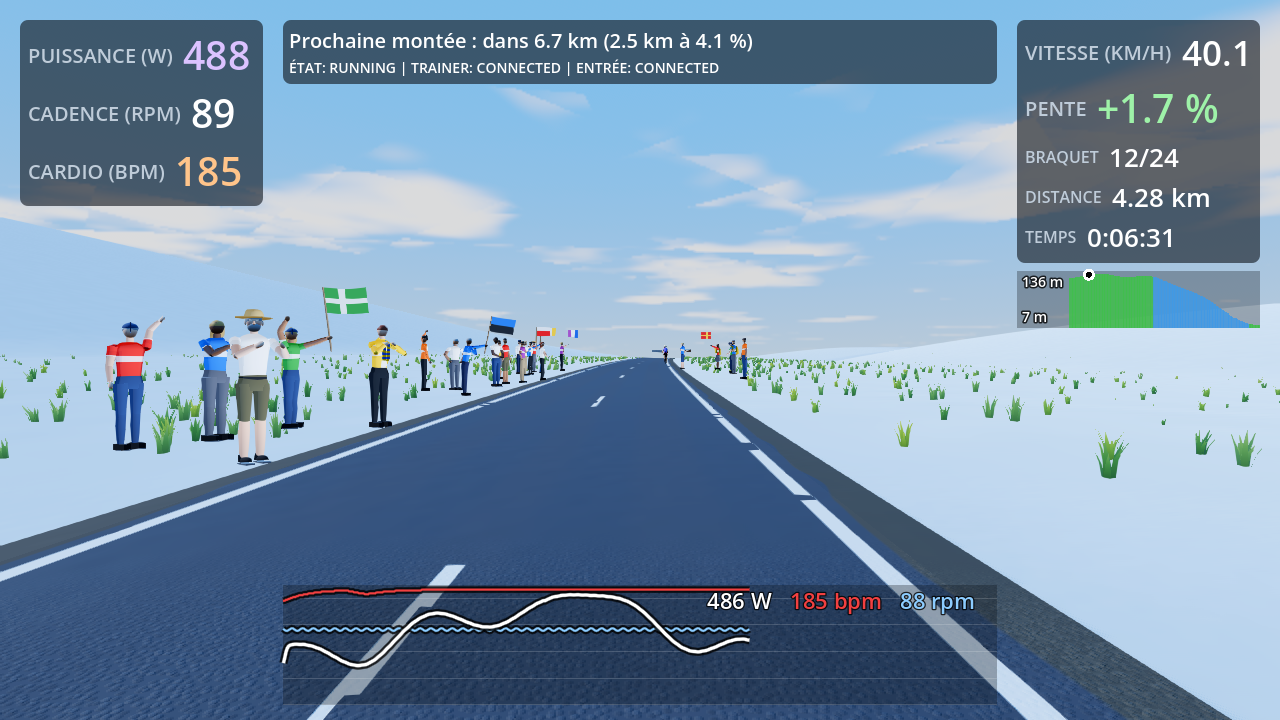 PUISSANCE (W) 488
CADENCE (RPM) 89
CARDIO (BPM) 185
Prochaine montée : dans 6.7 km (2.5 km à 4.1 %)
ÉTAT: RUNNING | TRAINER: CONNECTED | ENTRÉE: CONNECTED
VITESSE (KM/H) 40.1
PENTE +1.7 %
BRAQUET 12/24
DISTANCE 4.28 km
TEMPS 0:06:31
136 m
7 m
486 W 185 bpm 88 rpm